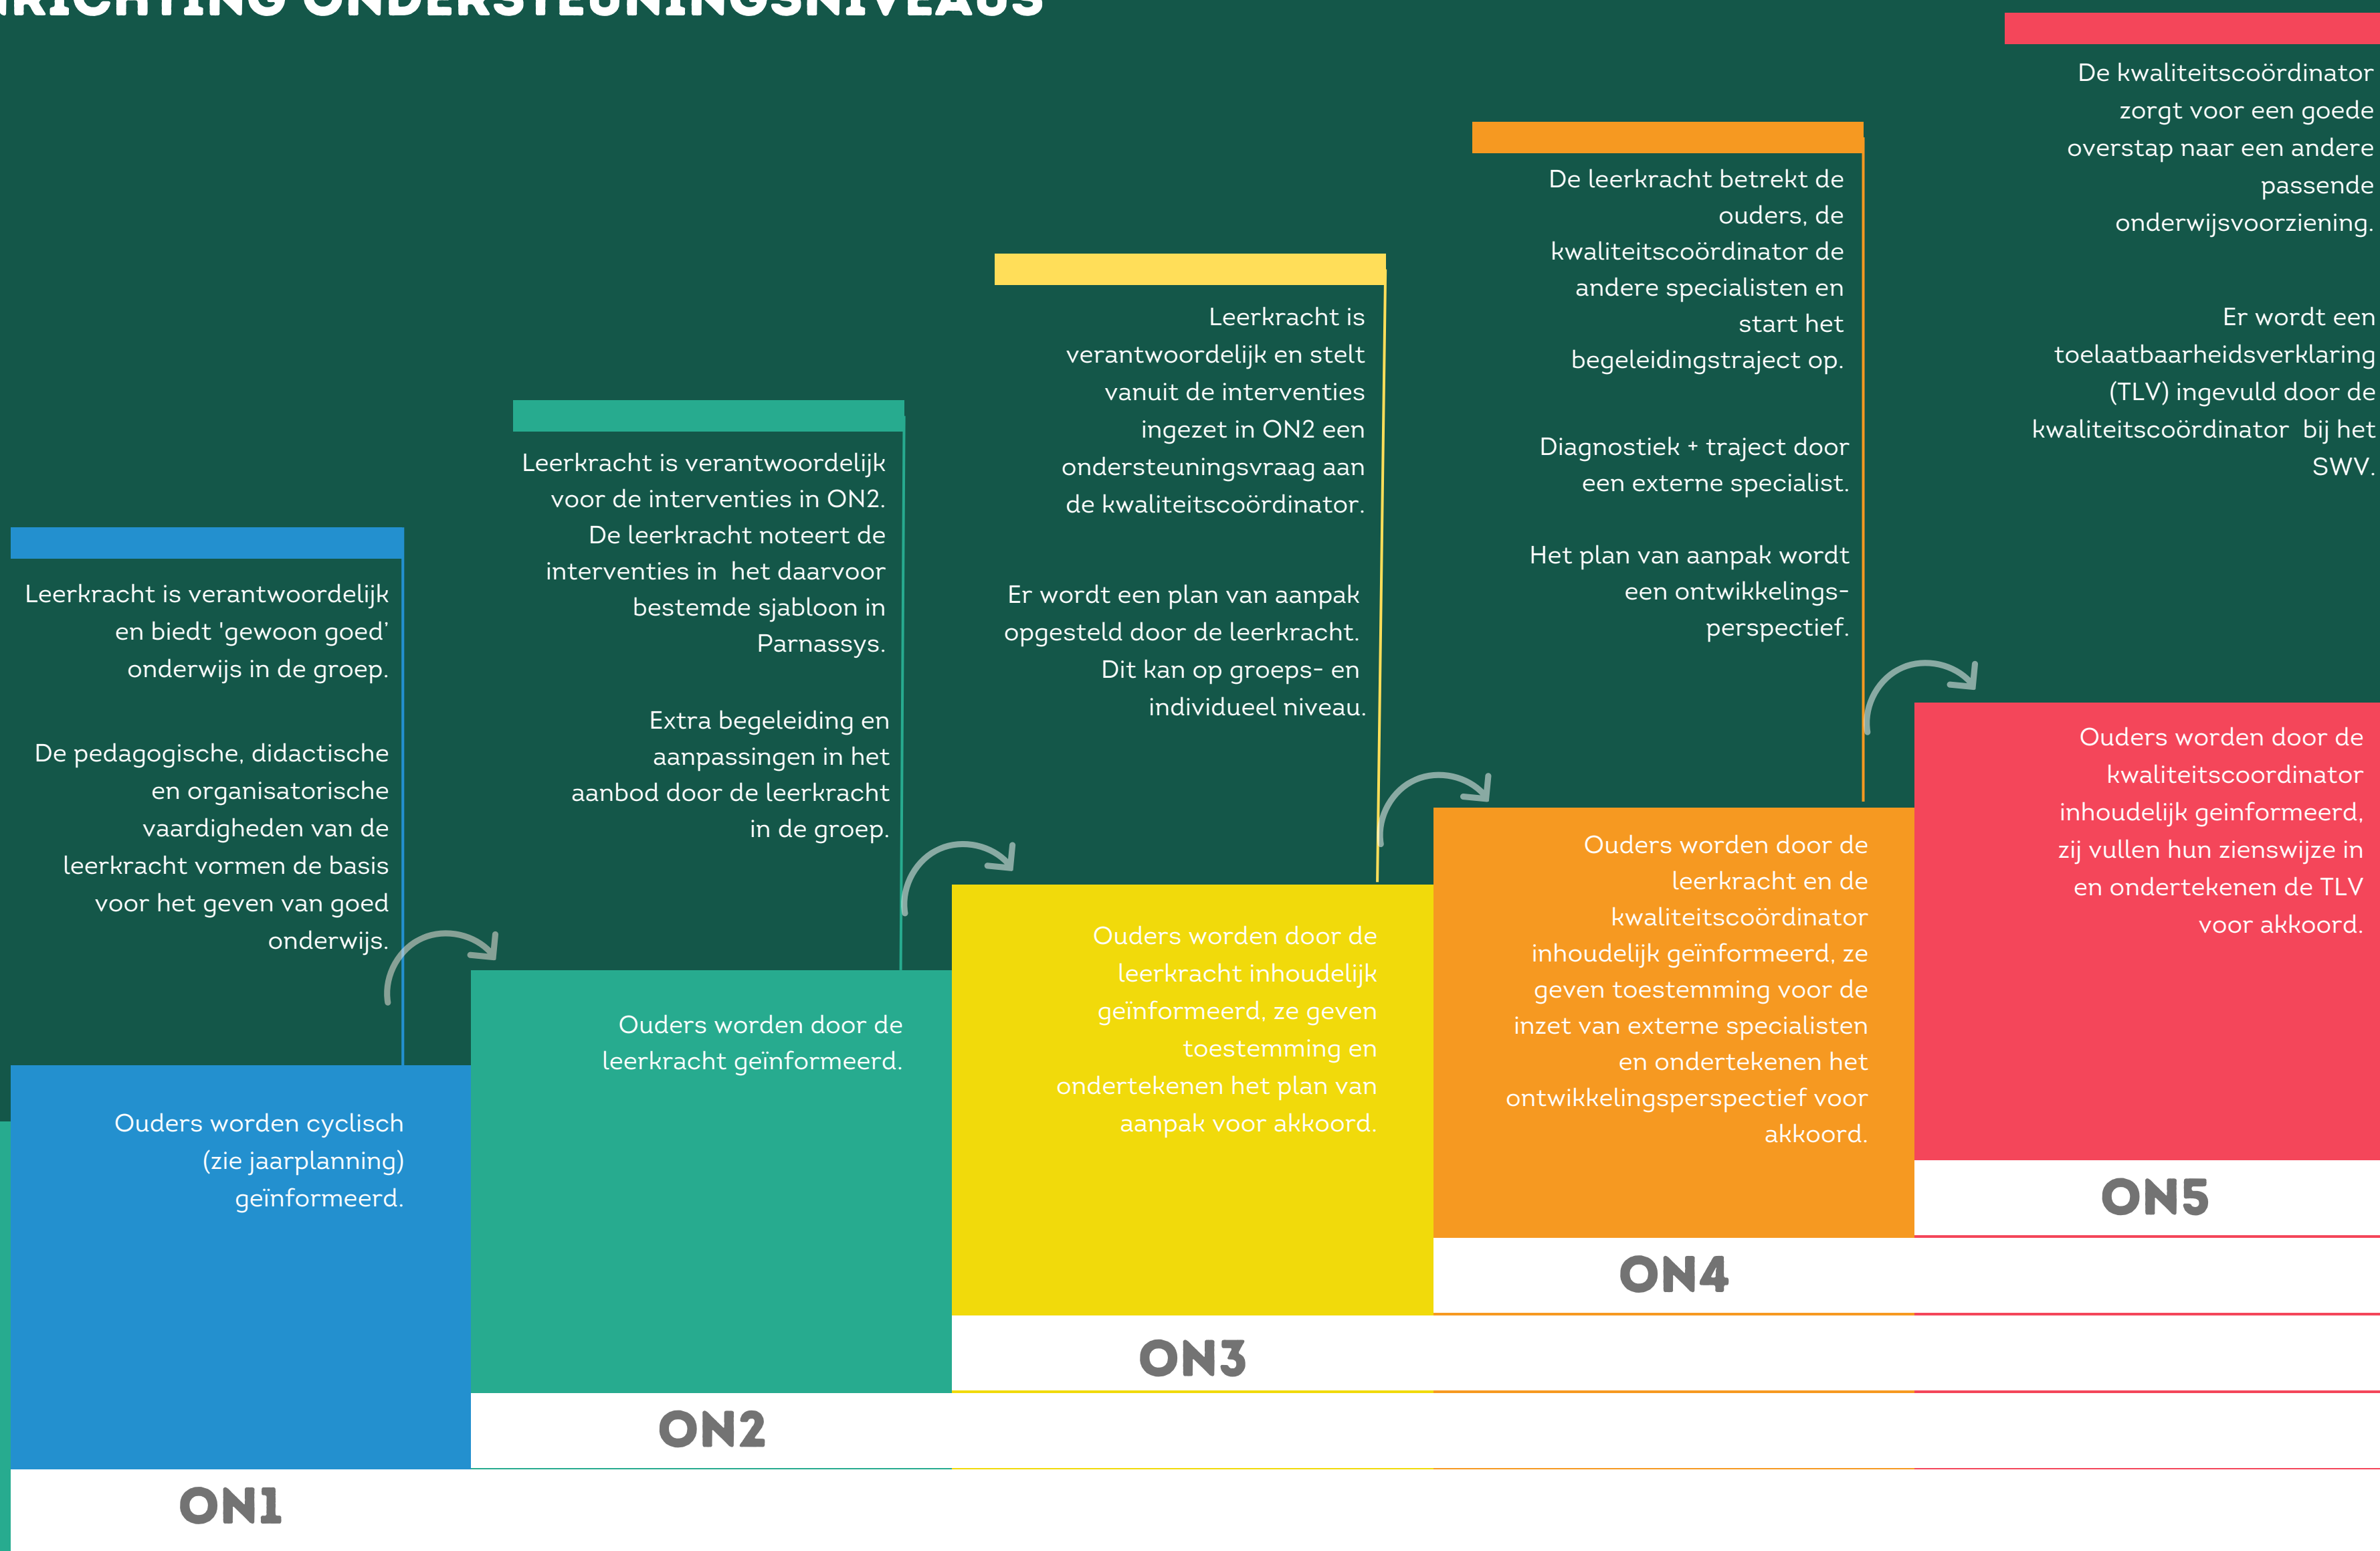 NRICHTING ONDERSTEUNINGSNIVEAUS
Leerkracht is verantwoordelijk
en biedt 'gewoon goed'
onderwijs in de groep.
De pedagogische, didactische
en organisatorische
vaardigheden van de
leerkracht vormen de basis
voor het geven van goed
onderwijs.
Ouders worden cyclisch
(zie jaarplanning)
geïnformeerd.
ON1
Leerkracht is verantwoordelijk
voor de interventies in ON2.
De leerkracht noteert de
interventies in het daarvoor
bestemde sjabloon in
Parnassys.
Extra begeleiding en
aanpassingen in het
aanbod door de leerkracht
in de groep.
Ouders worden door de
leerkracht geïnformeerd.
ON2
Leerkracht is
verantwoordelijk en stelt
vanuit de interventies
ingezet in ON2 een
ondersteuningsvraag aan
de kwaliteitscoördinator.
Er wordt een plan van aanpak
opgesteld door de leerkracht.
Dit kan op groeps- en
individueel niveau.
Ouders worden door de
leerkracht inhoudelijk
geïnformeerd, ze geven
toestemming en
ondertekenen het plan van
aanpak voor akkoord.
ON3
De leerkracht betrekt de
ouders, de
kwaliteitscoördinator de
andere specialisten en
start het
begeleidingstraject op.
Diagnostiek + traject door
een externe specialist.
Het plan van aanpak wordt
een ontwikkelings-
perspectief.
Ouders worden door de
leerkracht en de
kwaliteitscoördinator
inhoudelijk geïnformeerd, ze
geven toestemming voor de
inzet van externe specialisten
en ondertekenen het
ontwikkelingsperspectief voor
akkoord.
ON4
De kwaliteitscoördinator
zorgt voor een goede
overstap naar een andere
passende
onderwijsvoorziening.
Er wordt een
toelaatbaarheidsverklaring
(TLV) ingevuld door de
kwaliteitscoördinator bij het
SWV.
Ouders worden door de
kwaliteitscoordinator
inhoudelijk geinformeerd,
zij vullen hun zienswijze in
en ondertekenen de TLV
voor akkoord.
ON5